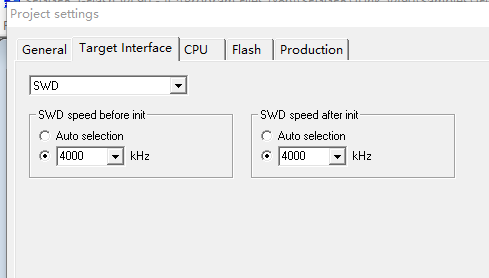 Project settings
General Target Interface CPU Flash Production
SWD
SWD speed before init
Auto selection
4000 kHz
SWD speed after init
Auto selection
4000 kHz